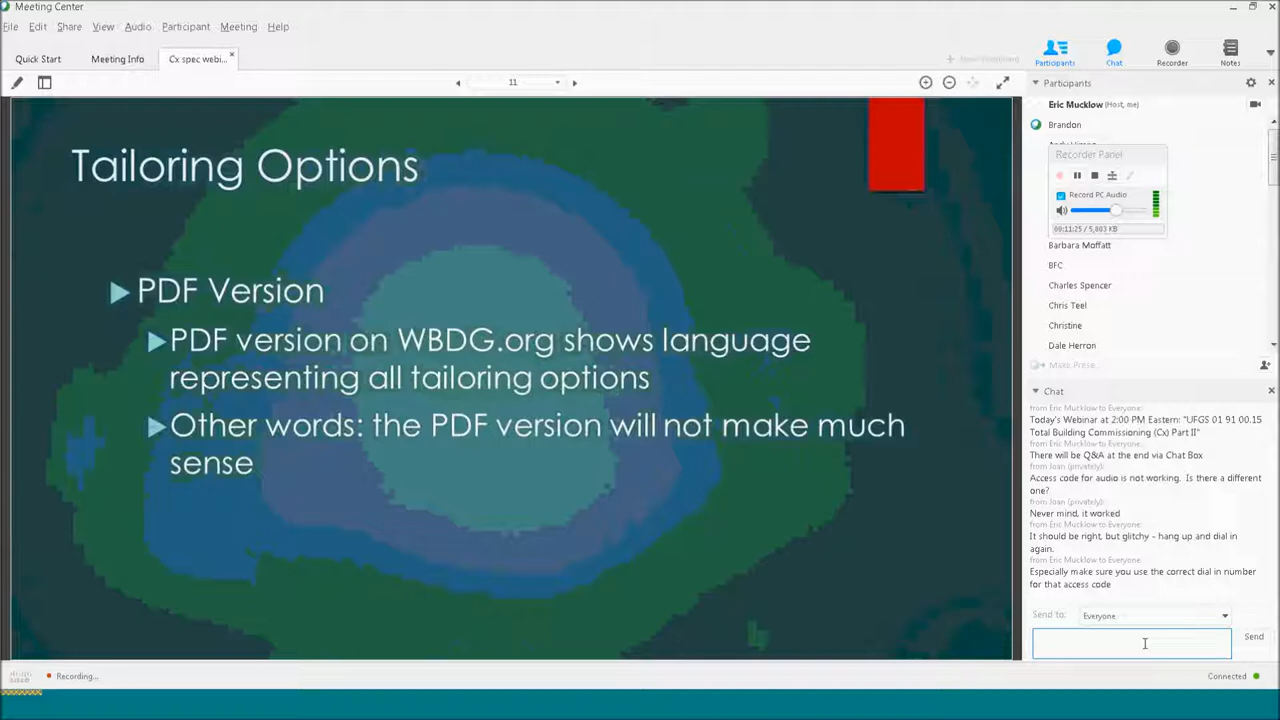 Meeting Center
File Edit Share View Audio Participant Meeting Help
Quick Start Meeting Info Cx spec webi...
Participants Chat Recorder Notes
11
Tailoring Options
PDF Version
PDF version on WBDG.org shows language
representing all tailoring options
Other words: the PDF version will not make much
sense
Participants
Eric Mucklow (Host, me)
Brandon
Recorder Panel
Record PC Audio
00:11:25 / 5,803 KB
Barbara Moffatt
BFC
Charles Spencer
Chris Teel
Christine
Dale Herron
Make Prese...
Chat
from Eric Mucklow to Everyone:
Today's Webinar at 2:00 PM Eastern: "UFGS 01 91 00.15
Total Building Commissioning (Cx) Part II"
from Eric Mucklow to Everyone:
There will be Q&A at the end via Chat Box
from Joan (privately):
Access code for audio is not working. Is there a different
one?
from Joan (privately):
Never mind, it worked
from Eric Mucklow to Everyone:
It should be right, but glitchy - hang up and dial in
again.
from Eric Mucklow to Everyone:
Especially make sure you use the correct dial in number
for that access code
Send to: Everyone
Send
Recording...
Connected